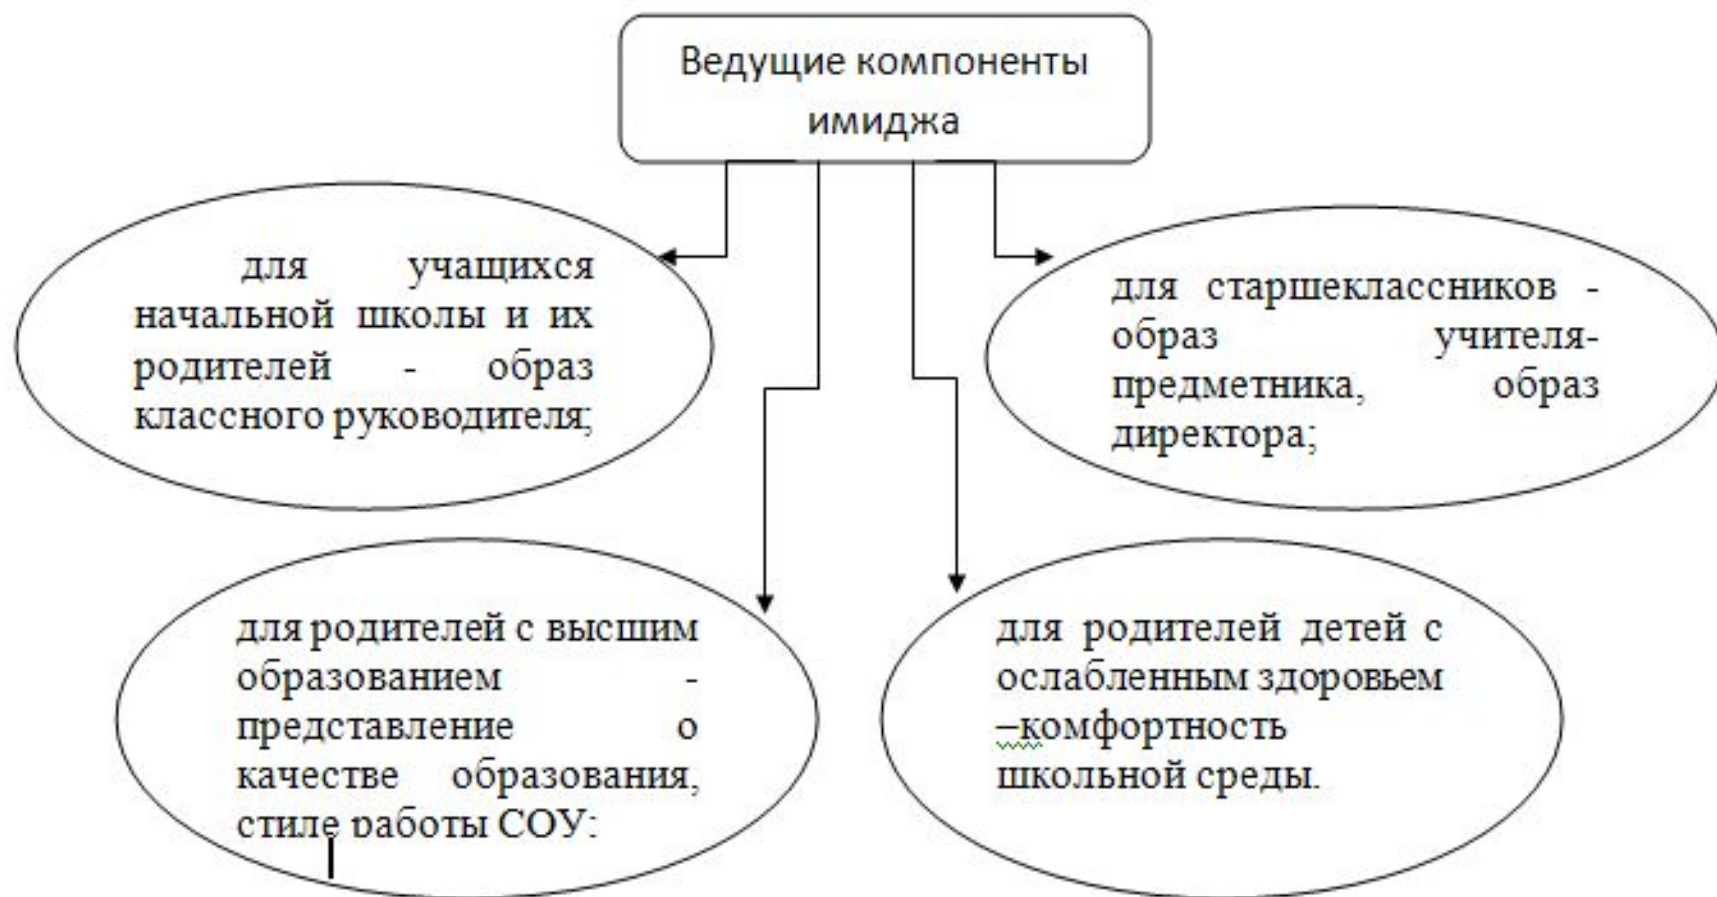 Ведущие компоненты
имиджа
для учащихся
начальной школы и их
родителей - образ
классного руководителя;
для старшеклассников -
образ учителя-
предметника, образ
директора;
для родителей с высшим
образованием -
представление о
качестве образования,
стиле работы СОУ;
для родителей детей с
ослабленным здоровьем
–комфортность
школьной среды.